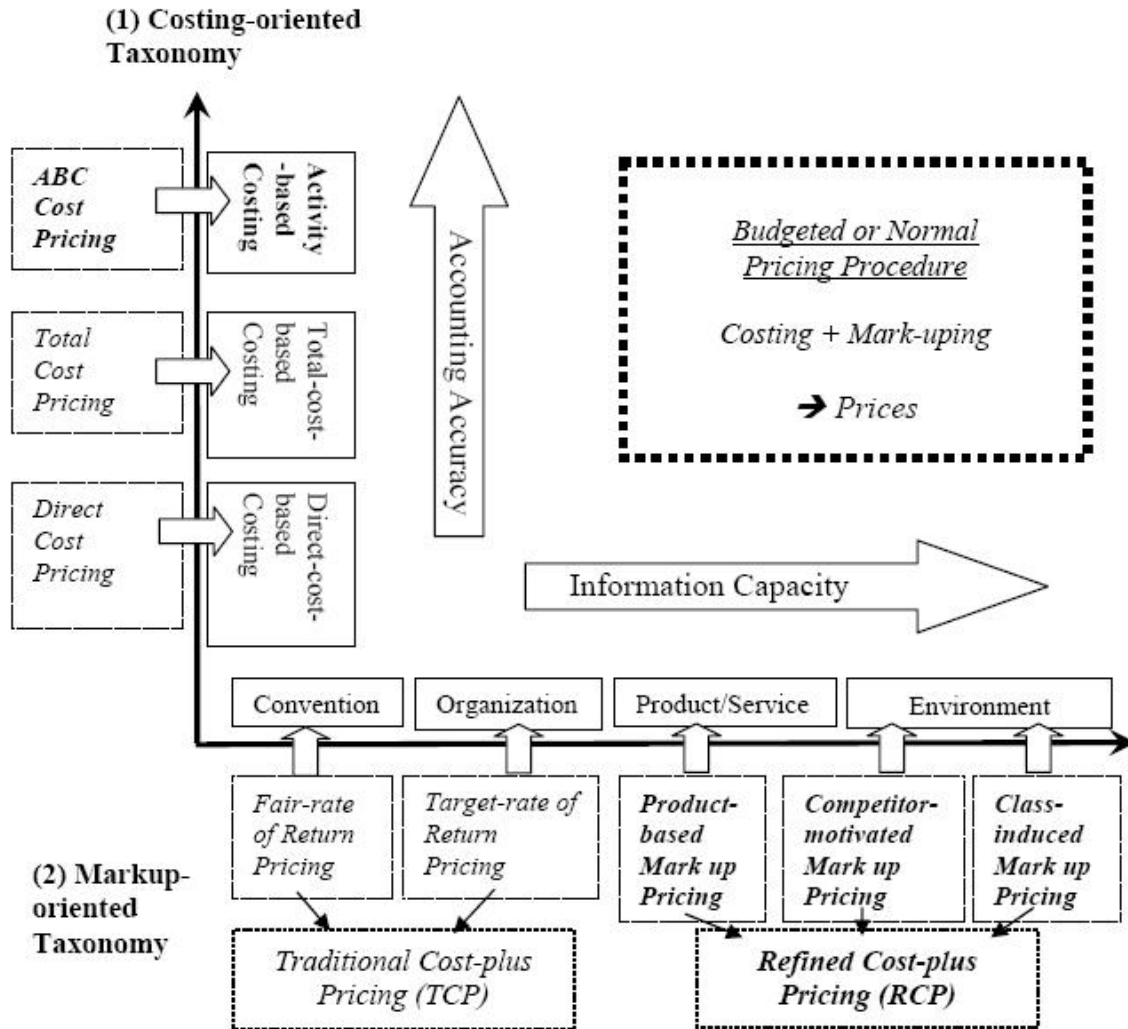 (1) Costing-oriented
Taxonomy
ABC
Cost
Pricing
Activity
-based
Costing
Total
Cost
Pricing
Total-cost-
based
Costing
Direct
Cost
Pricing
Direct-cost-
based
Costing
Accounting Accuracy
Budgeted or Normal
Pricing Procedure
Costing + Mark-uping
➔ Prices
Information Capacity
Convention
Organization
Product/Service
Environment
Fair-rate
of Return
Pricing
Target-rate of
Return
Pricing
Product-
based
Mark up
Pricing
Competitor-
motivated
Mark up
Pricing
Class-
induced
Mark up
Pricing
(2) Markup-
oriented
Taxonomy
Traditional Cost-plus
Pricing (TCP)
Refined Cost-plus
Pricing (RCP)